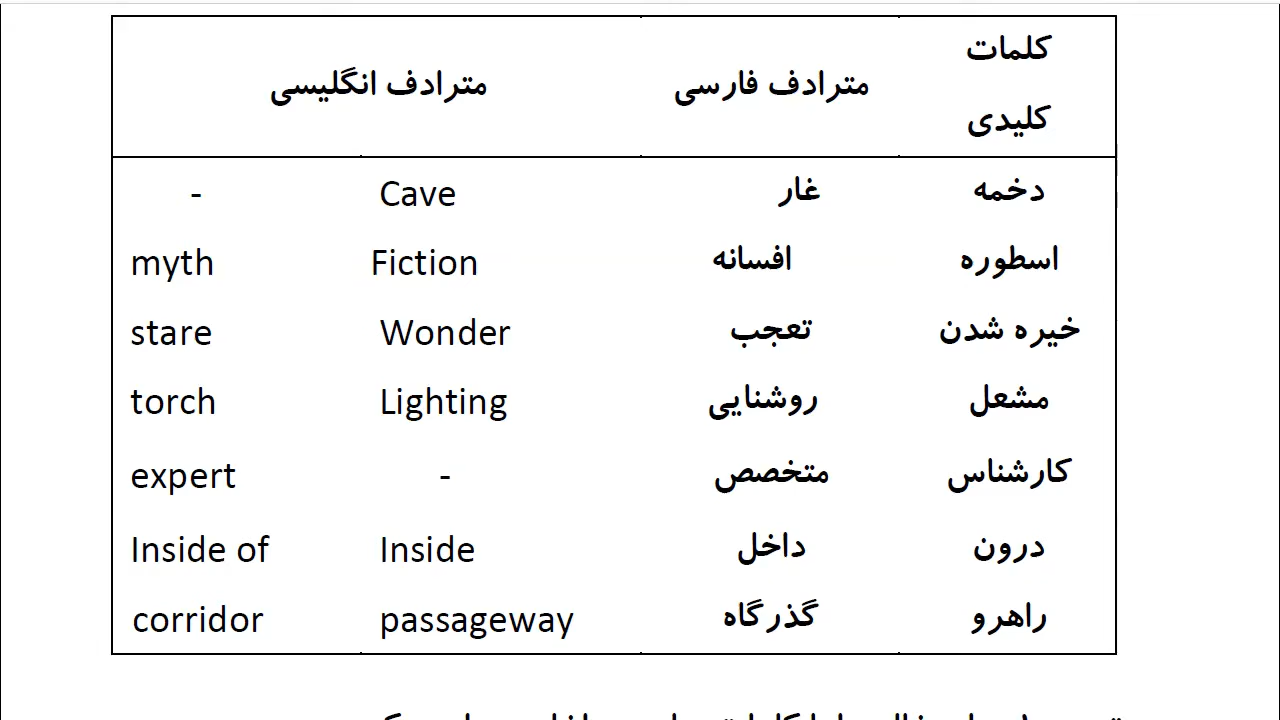 کلمات کلیدی مترادف فارسی مترادف انگلیسی
دخمه غار Cave -
اسطوره افسانه Fiction myth
خیره شدن تعجب Wonder stare
مشعل روشنایی Lighting torch
کارشناس متخصص - expert
درون داخل Inside Inside of
راهرو گذرگاه passageway corridor